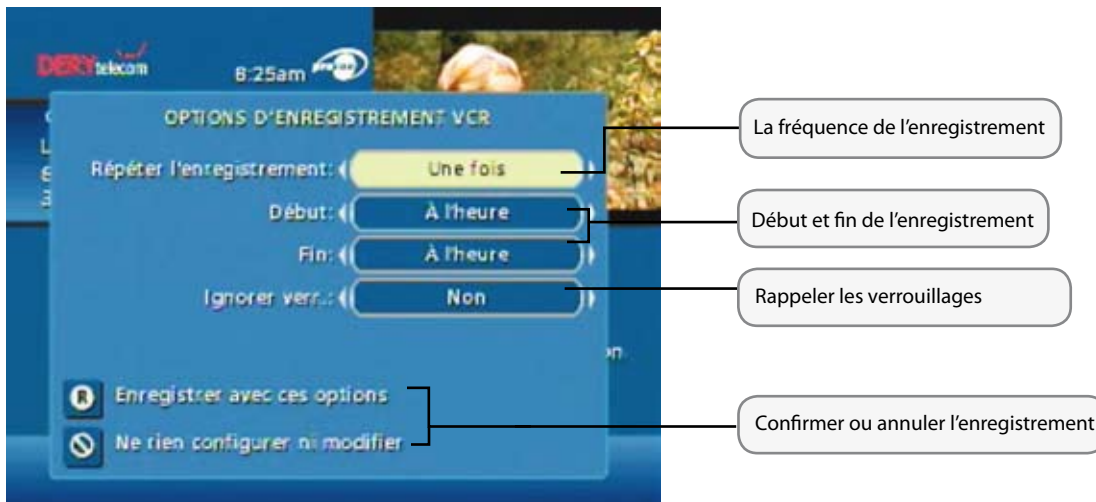 DERY telecom
8:25am
OPTIONS D'ENREGISTREMENT VCR
Répéter l'enregistrement: Une fois
Début: À l'heure
Fin: À l'heure
Ignorer verr.: Non
R Enregistrer avec ces options
Ne rien configurer ni modifier
La fréquence de l'enregistrement
Début et fin de l'enregistrement
Rappeler les verrouillages
Confirmer ou annuler l'enregistrement